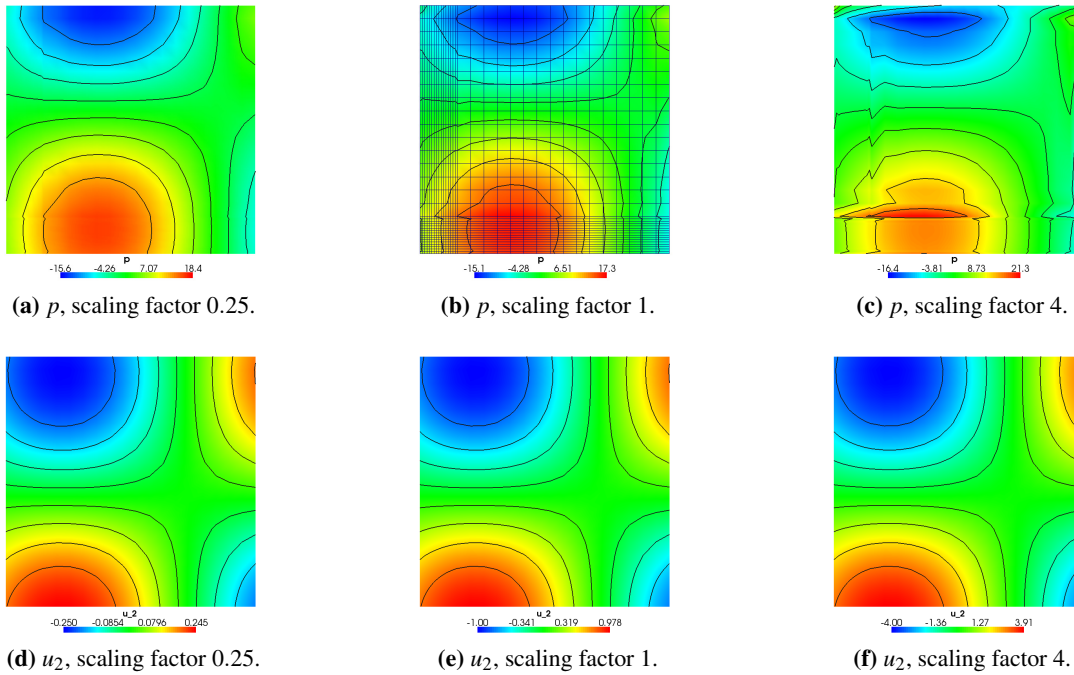 p
-15.6 -4.26 7.07 18.4
p
-15.1 -4.28 6.51 17.3
p
-16.4 -3.81 8.73 21.3
(a) p, scaling factor 0.25.
(b) p, scaling factor 1.
(c) p, scaling factor 4.
u_2
-0.250 -0.0854 0.0796 0.245
u_2
-1.00 -0.341 0.319 0.978
u_2
-4.00 -1.36 1.27 3.91
(d) u₂, scaling factor 0.25.
(e) u₂, scaling factor 1.
(f) u₂, scaling factor 4.